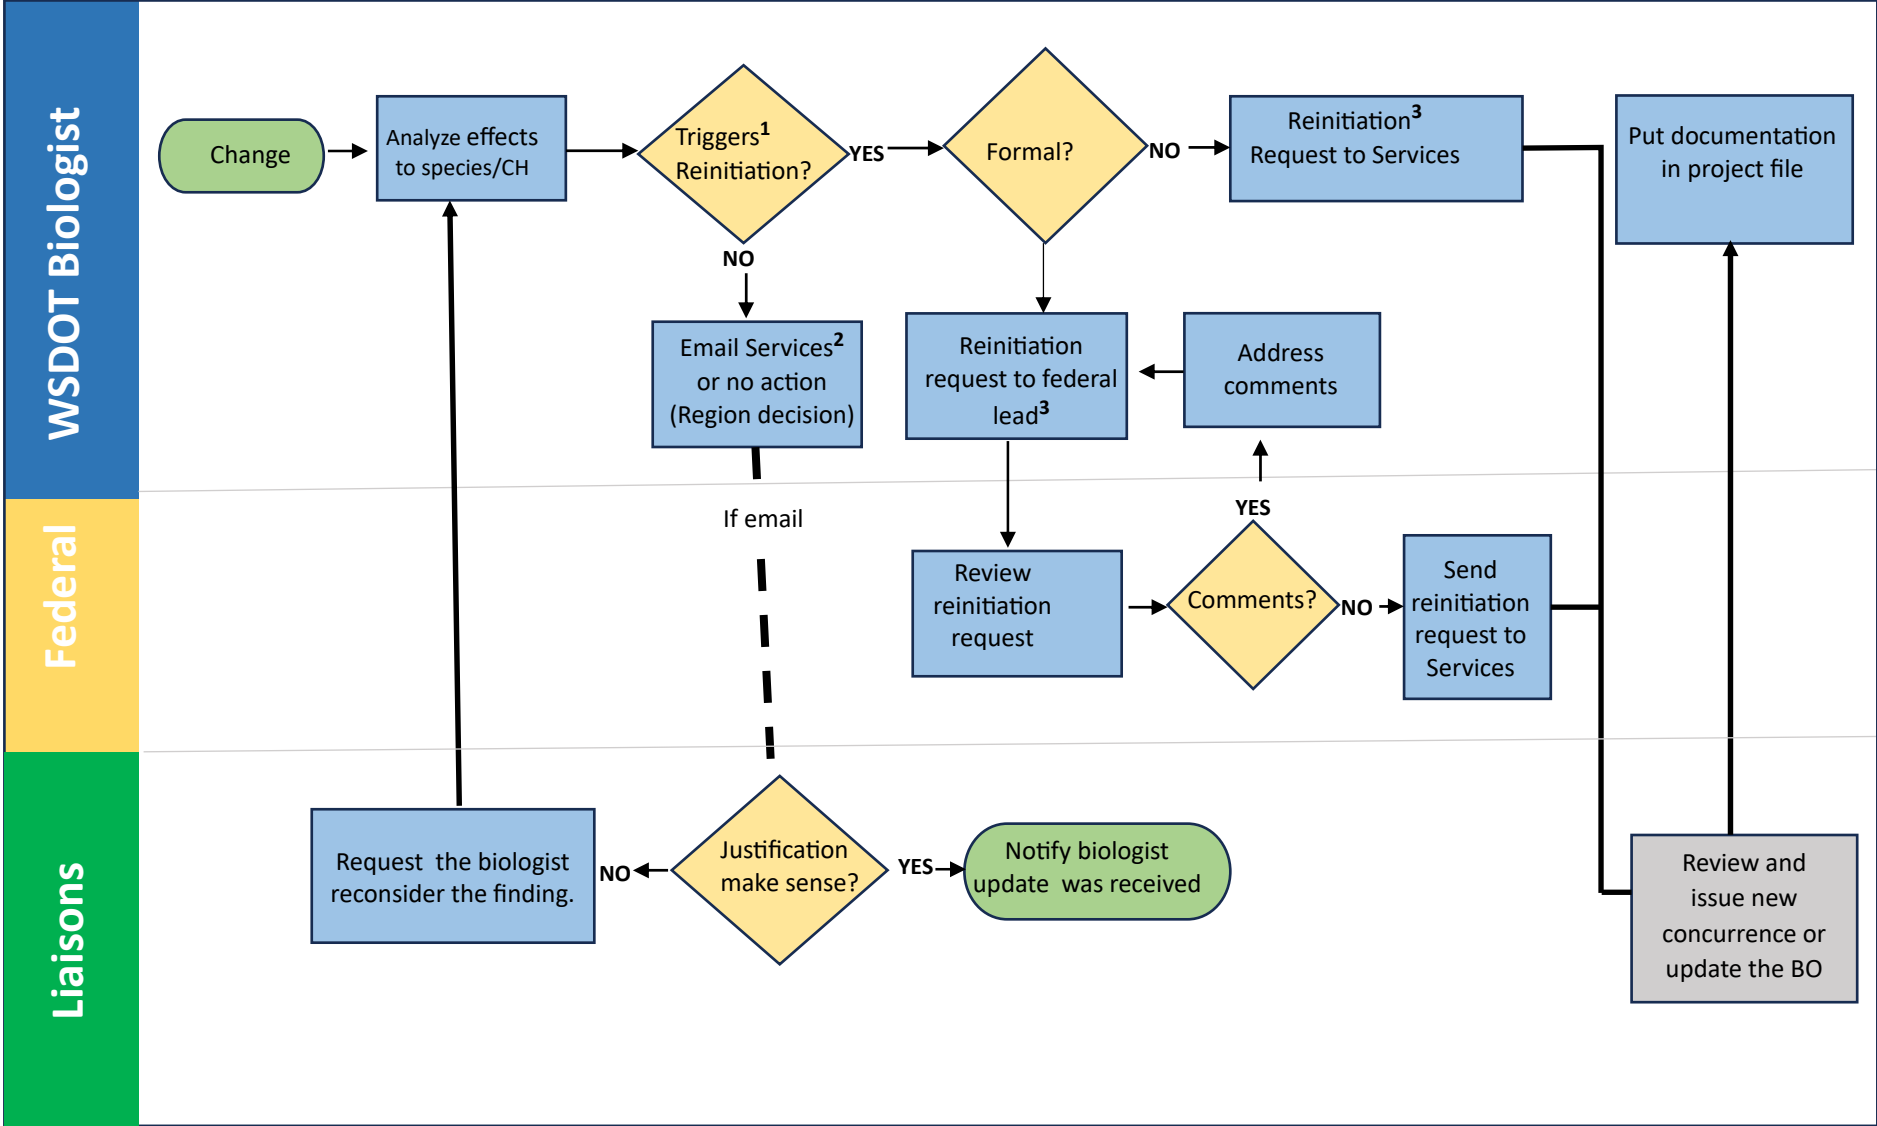 WSDOT Biologist
Change
Analyze effects
to species/CH
Triggers1
Reinitiation?
YES
Formal?
NO
Reinitiation3
Request to Services
Put documentation
in project file
NO
Email Services2
or no action
(Region decision)
Reinitiation
request to federal
lead3
Address
comments
Federal
If email
YES
Review
reinitiation
request
Comments?
NO
Send
reinitiation
request to
Services
Liaisons
Request the biologist
reconsider the finding.
NO
Justification
make sense?
YES
Notify biologist
update was received
Review and
issue new
concurrence or
update the BO